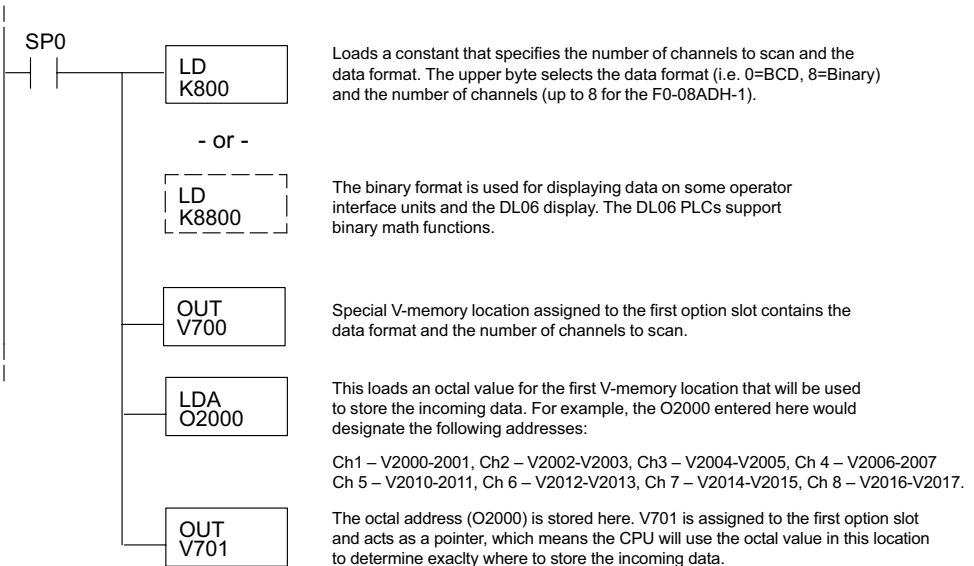 SP0
LD
K800
Loads a constant that specifies the number of channels to scan and the
data format. The upper byte selects the data format (i.e. 0=BCD, 8=Binary)
and the number of channels (up to 8 for the F0-08ADH-1).
- or -
LD
K8800
The binary format is used for displaying data on some operator
interface units and the DL06 display. The DL06 PLCs support
binary math functions.
OUT
V700
Special V-memory location assigned to the first option slot contains the
data format and the number of channels to scan.
LDA
O2000
This loads an octal value for the first V-memory location that will be used
to store the incoming data. For example, the O2000 entered here would
designate the following addresses:
Ch1 – V2000-2001, Ch2 – V2002-V2003, Ch3 – V2004-V2005, Ch 4 – V2006-2007
Ch 5 – V2010-2011, Ch 6 – V2012-V2013, Ch 7 – V2014-V2015, Ch 8 – V2016-V2017.
OUT
V701
The octal address (O2000) is stored here. V701 is assigned to the first option slot
and acts as a pointer, which means the CPU will use the octal value in this location
to determine exaclty where to store the incoming data.